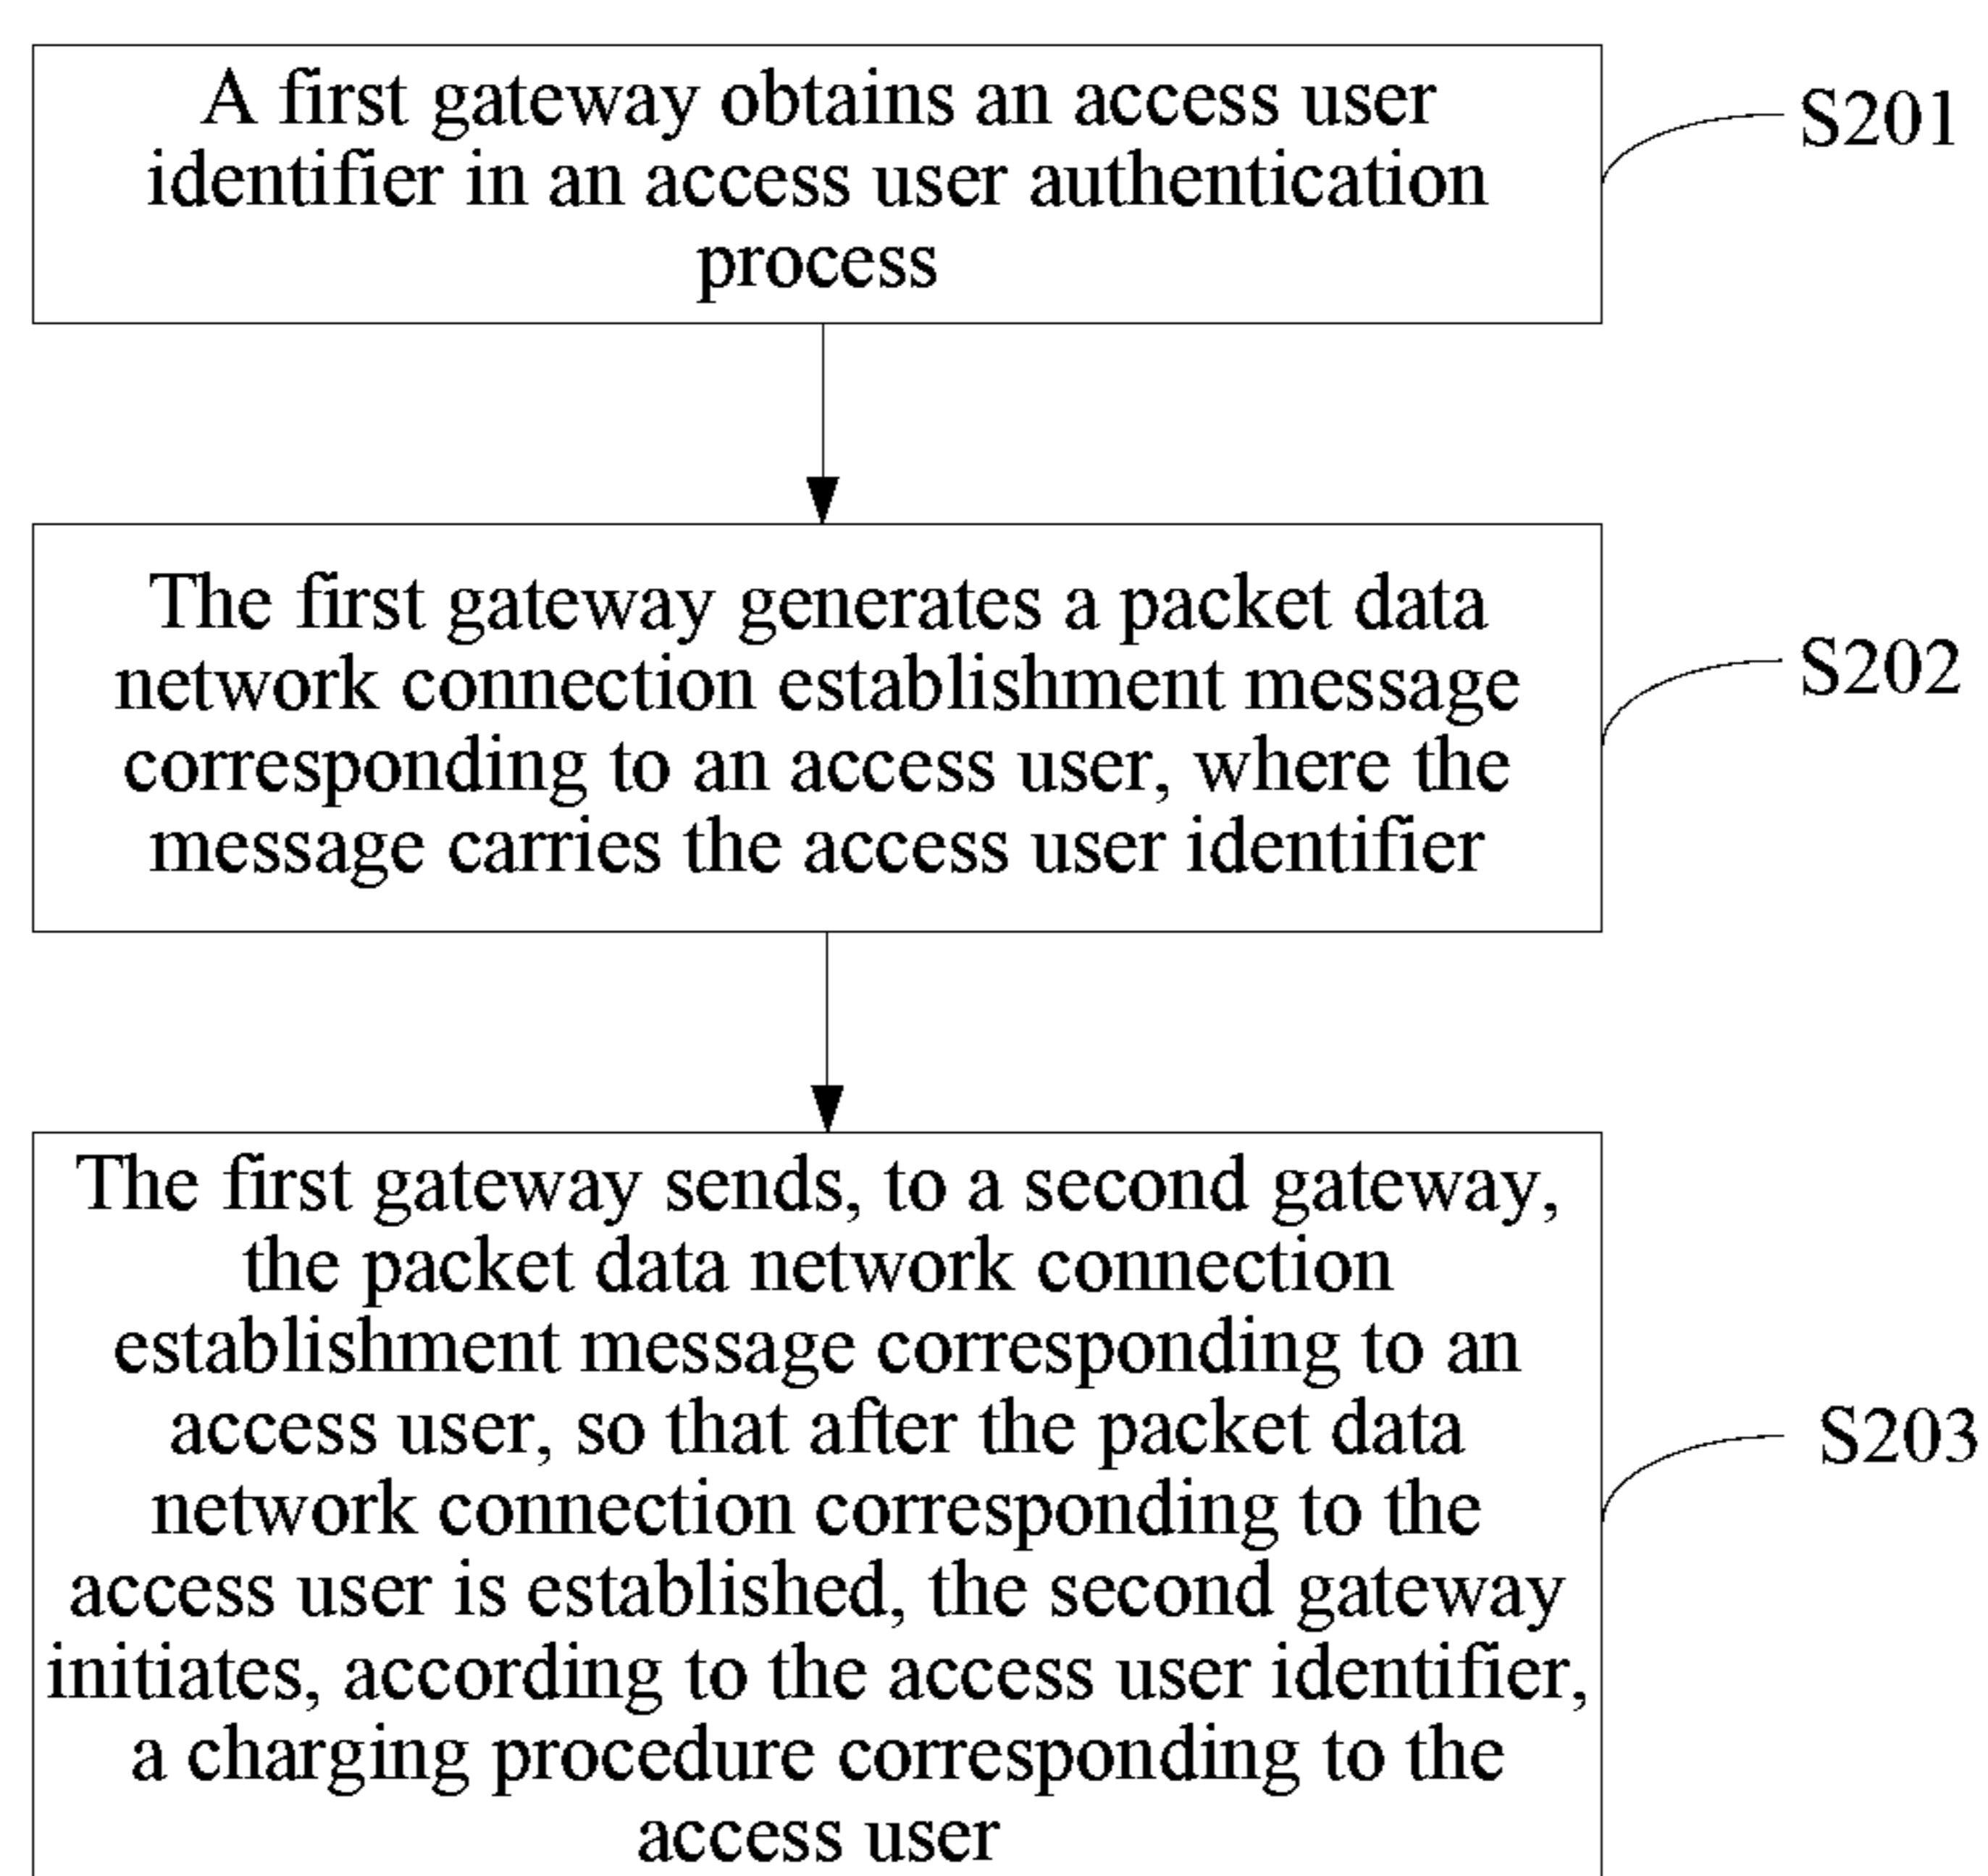 A first gateway obtains an access user
identifier in an access user authentication
process
S201
The first gateway generates a packet data
network connection establishment message
corresponding to an access user, where the
message carries the access user identifier
S202
The first gateway sends, to a second gateway,
the packet data network connection
establishment message corresponding to an
access user, so that after the packet data
network connection corresponding to the
access user is established, the second gateway
initiates, according to the access user identifier,
a charging procedure corresponding to the
access user
S203